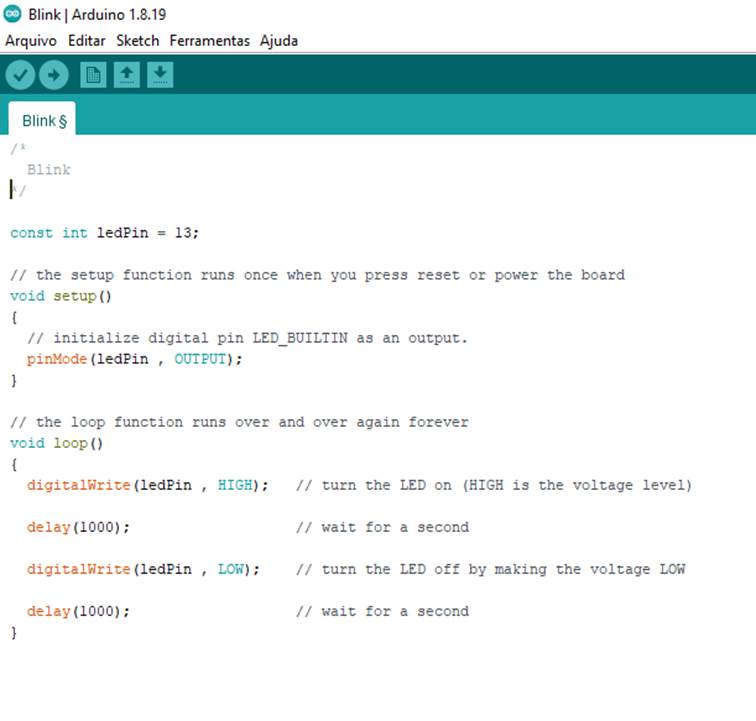 Blink | Arduino 1.8.19
Arquivo Editar Sketch Ferramentas Ajuda
Blink §
/*
  Blink
*/
const int ledPin = 13;
// the setup function runs once when you press reset or power the board
void setup()
{
  // initialize digital pin LED_BUILTIN as an output.
  pinMode(ledPin , OUTPUT);
}
// the loop function runs over and over again forever
void loop()
{
  digitalWrite(ledPin , HIGH);   // turn the LED on (HIGH is the voltage level)
  delay(1000);                   // wait for a second
  digitalWrite(ledPin , LOW);    // turn the LED off by making the voltage LOW
  delay(1000);                   // wait for a second
}